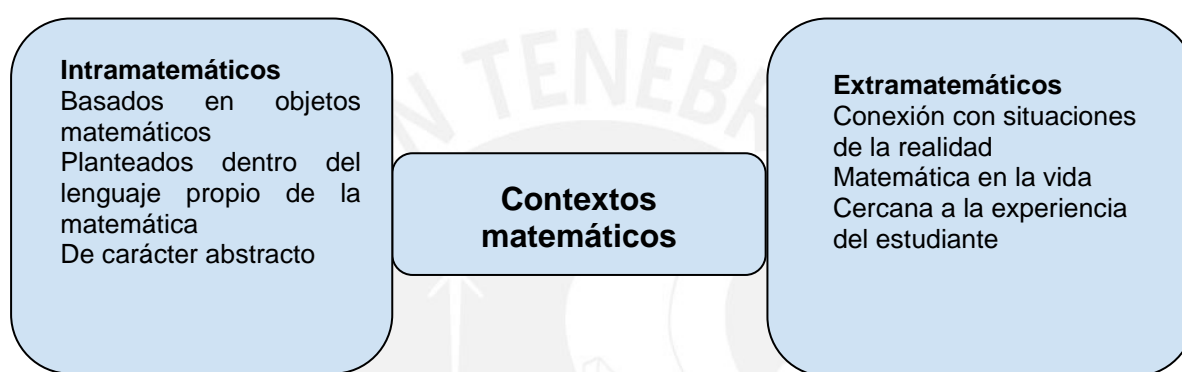 Intramatemáticos
Basados en objetos
matemáticos
Planteados dentro del
lenguaje propio de la
matemática
De carácter abstracto
Contextos
matemáticos
Extramatemáticos
Conexión con situaciones
de la realidad
Matemática en la vida
Cercana a la experiencia
del estudiante
TENEB